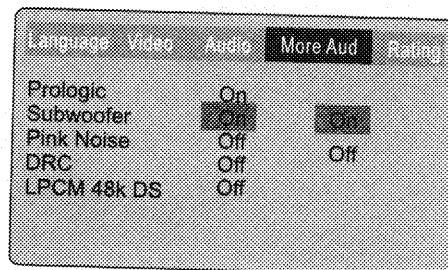 Language Video Audio More Aud Rating
Prologic On
Subwoofer On On
Pink Noise Off Off
DRC Off
LPCM 48k DS Off